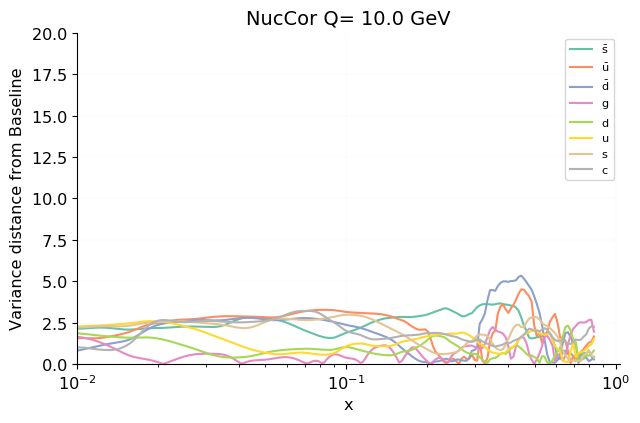 NucCor Q= 10.0 GeV
Variance distance from Baseline
20.0
17.5
15.0
12.5
10.0
7.5
5.0
2.5
0.0
s̄
ū
d̄
g
d
u
s
c
10⁻²
10⁻¹
10⁰
x